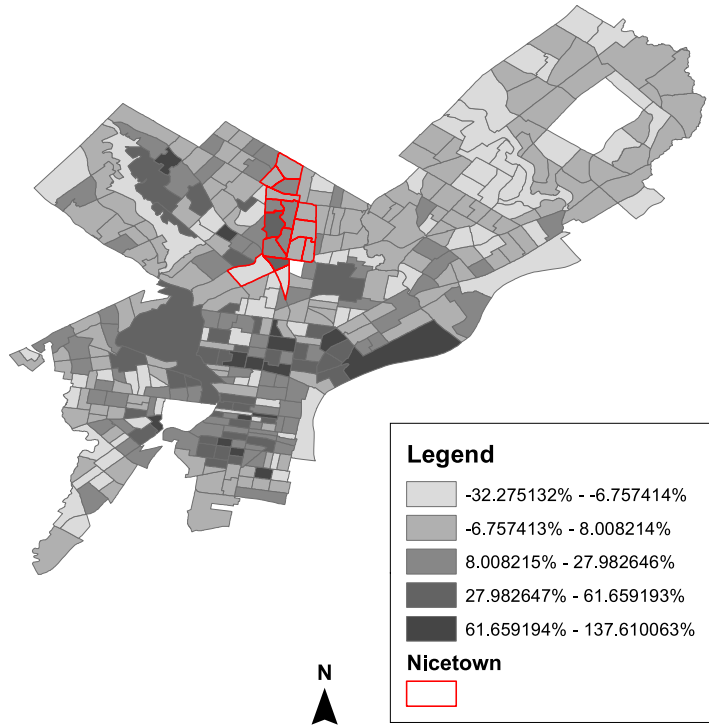 Legend
-32.275132% - -6.757414%
-6.757413% - 8.008214%
8.008215% - 27.982646%
27.982647% - 61.659193%
61.659194% - 137.610063%
Nicetown
N